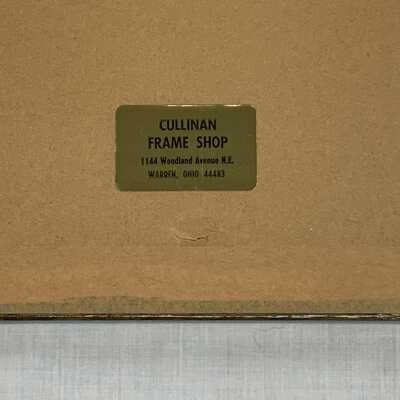 CULLINAN
FRAME SHOP
1144 Woodland Avenue N.E.
WARREN, OHIO 44483